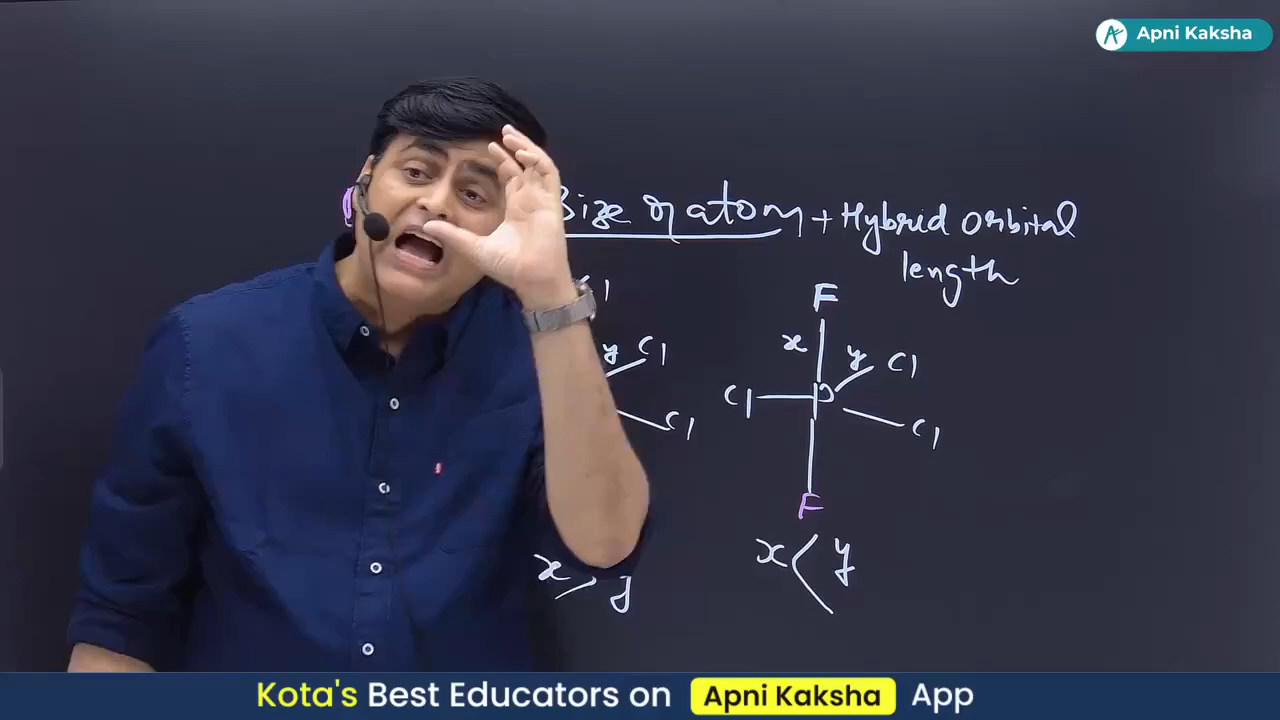 Apni Kaksha
Size of atom + Hybrid orbital
length
F
x
y Cl
Cl
P
Cl
F
x < y
Cl
y Cl
Cl
x > y
Kota's Best Educators on Apni Kaksha App